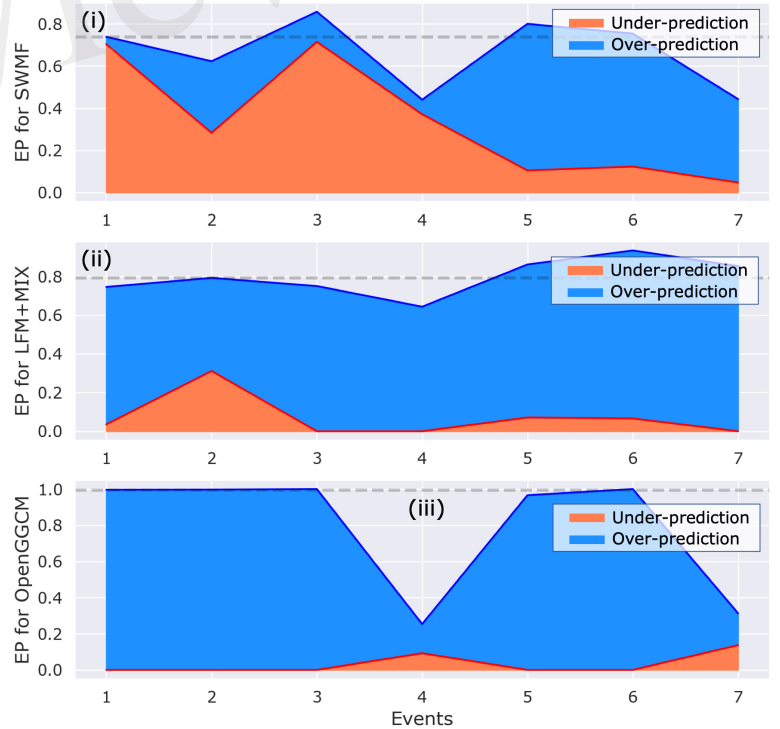 (i)
Under-prediction
Over-prediction
EP for SWMF
0.8
0.6
0.4
0.2
0.0
1 2 3 4 5 6 7
(ii)
Under-prediction
Over-prediction
EP for LFM+MIX
0.8
0.6
0.4
0.2
0.0
1 2 3 4 5 6 7
(iii)
Under-prediction
Over-prediction
EP for OpenGGCM
1.0
0.8
0.6
0.4
0.2
0.0
1 2 3 4 5 6 7
Events